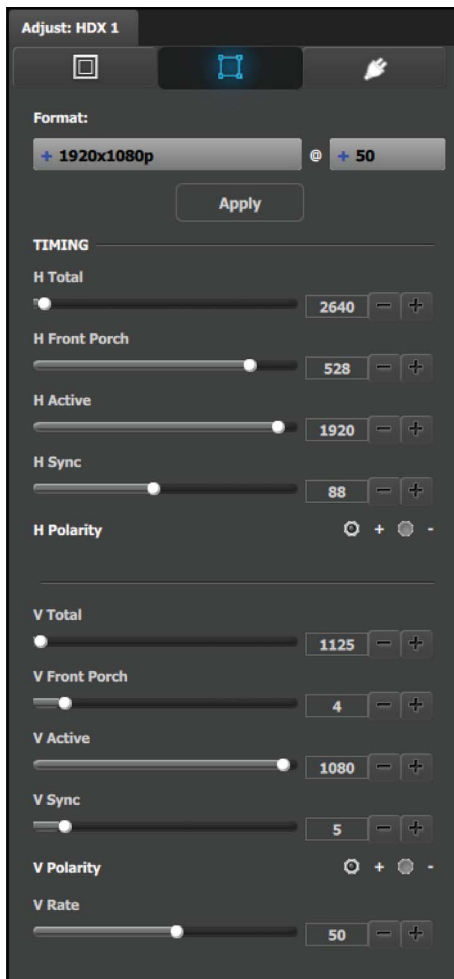 Adjust: HDX 1
Format:
+ 1920x1080p @ + 50
Apply
TIMING
H Total
2640 − +
H Front Porch
528 − +
H Active
1920 − +
H Sync
88 − +
H Polarity + -
V Total
1125 − +
V Front Porch
4 − +
V Active
1080 − +
V Sync
5 − +
V Polarity + -
V Rate
50 − +